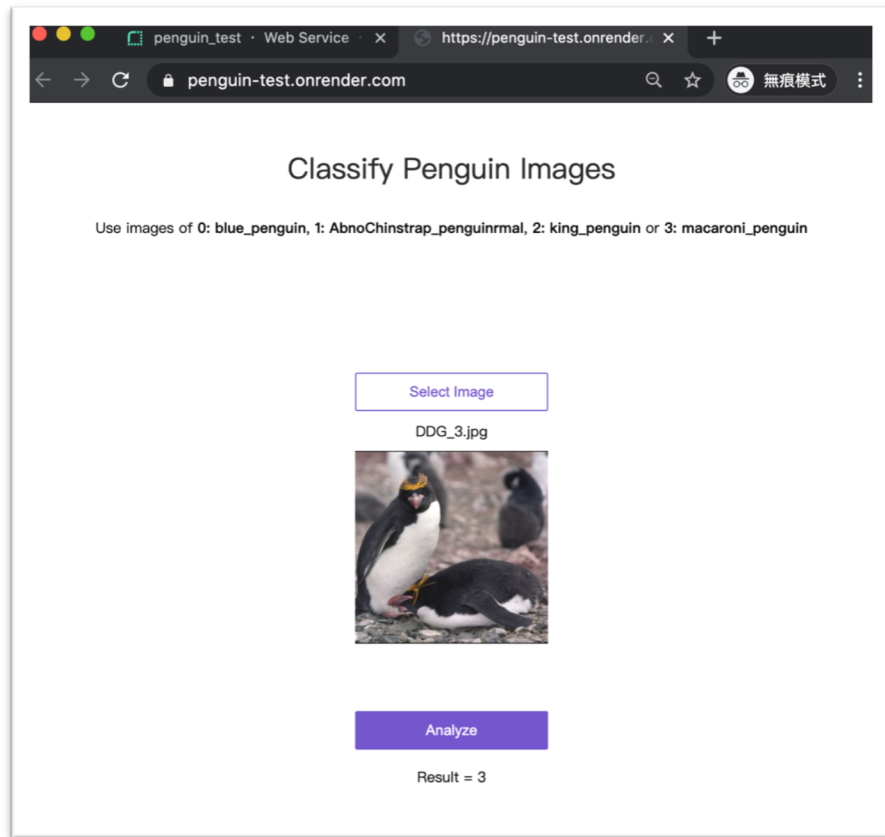 penguin_test · Web Service
https://penguin-test.onrender.
penguin-test.onrender.com
無痕模式
Classify Penguin Images
Use images of 0: blue_penguin, 1: AbnoChinstrap_penguinrmal, 2: king_penguin or 3: macaroni_penguin
Select Image
DDG_3.jpg
Analyze
Result = 3